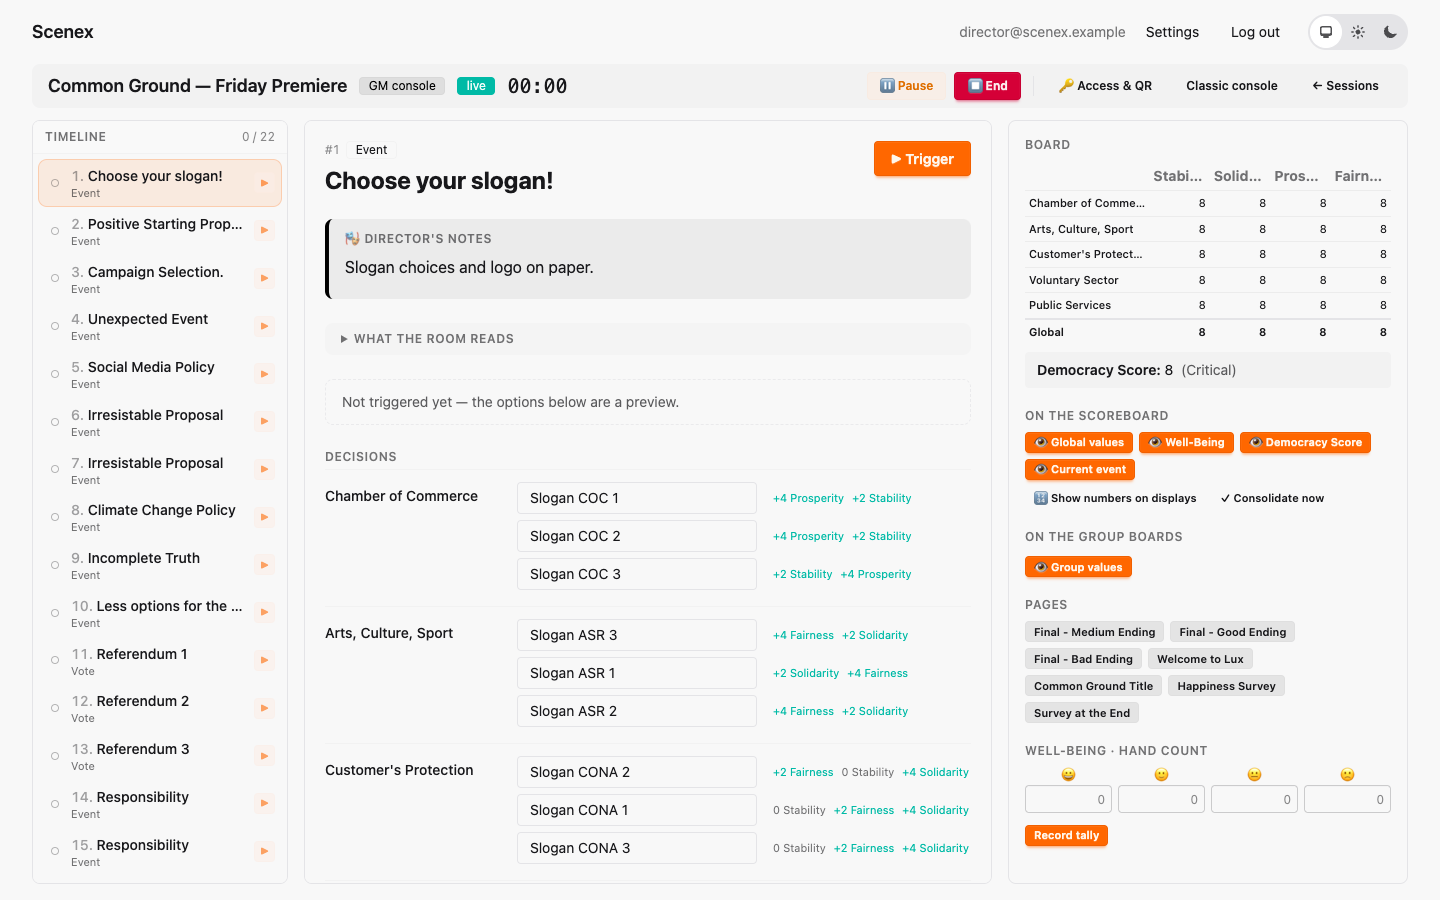 Scenex
director@scenex.example
Settings
Log out
Common Ground — Friday Premiere
GM console
live
00:00
Pause
End
Access & QR
Classic console
← Sessions
TIMELINE
0 / 22
1. Choose your slogan!
Event
2. Positive Starting Prop...
Event
3. Campaign Selection.
Event
4. Unexpected Event
Event
5. Social Media Policy
Event
6. Irresistable Proposal
Event
7. Irresistable Proposal
Event
8. Climate Change Policy
Event
9. Incomplete Truth
Event
10. Less options for the ...
Event
11. Referendum 1
Vote
12. Referendum 2
Vote
13. Referendum 3
Vote
14. Responsibility
Event
15. Responsibility
Event
#1 Event
Choose your slogan!
Trigger
DIRECTOR'S NOTES
Slogan choices and logo on paper.
WHAT THE ROOM READS
Not triggered yet — the options below are a preview.
DECISIONS
Chamber of Commerce
Slogan COC 1 +4 Prosperity +2 Stability
Slogan COC 2 +4 Prosperity +2 Stability
Slogan COC 3 +2 Stability +4 Prosperity
Arts, Culture, Sport
Slogan ASR 3 +4 Fairness +2 Solidarity
Slogan ASR 1 +2 Solidarity +4 Fairness
Slogan ASR 2 +4 Fairness +2 Solidarity
Customer's Protection
Slogan CONA 2 +2 Fairness 0 Stability +4 Solidarity
Slogan CONA 1 0 Stability +2 Fairness +4 Solidarity
Slogan CONA 3 0 Stability +2 Fairness +4 Solidarity
BOARD
Stabi... Solid... Pros... Fairn...
Chamber of Comme... 8 8 8 8
Arts, Culture, Sport 8 8 8 8
Customer's Protect... 8 8 8 8
Voluntary Sector 8 8 8 8
Public Services 8 8 8 8
Global 8 8 8 8
Democracy Score: 8 (Critical)
ON THE SCOREBOARD
Global values
Well-Being
Democracy Score
Current event
Show numbers on displays
✓ Consolidate now
ON THE GROUP BOARDS
Group values
PAGES
Final - Medium Ending
Final - Good Ending
Final - Bad Ending
Welcome to Lux
Common Ground Title
Happiness Survey
Survey at the End
WELL-BEING · HAND COUNT
0 0 0 0
Record tally